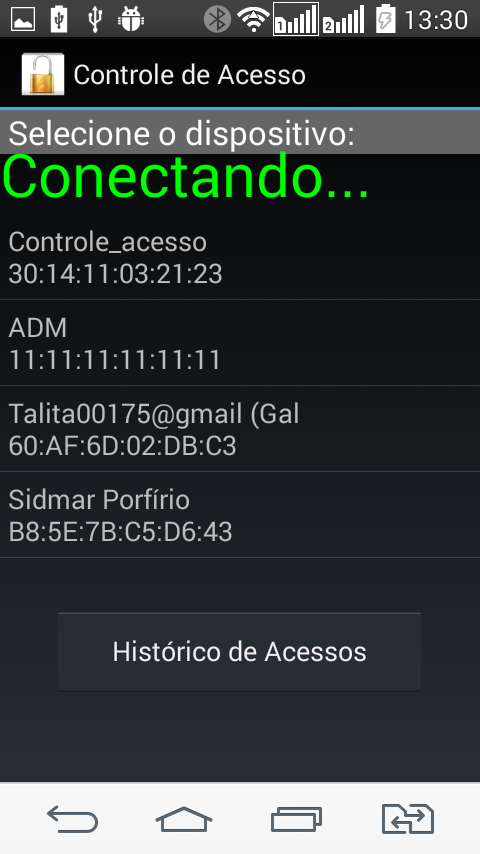 1 2 13:30
Controle de Acesso
Selecione o dispositivo:
Conectando...
Controle_acesso
30:14:11:03:21:23
ADM
11:11:11:11:11:11
Talita00175@gmail (Gal
60:AF:6D:02:DB:C3
Sidmar Porfírio
B8:5E:7B:C5:D6:43
Histórico de Acessos